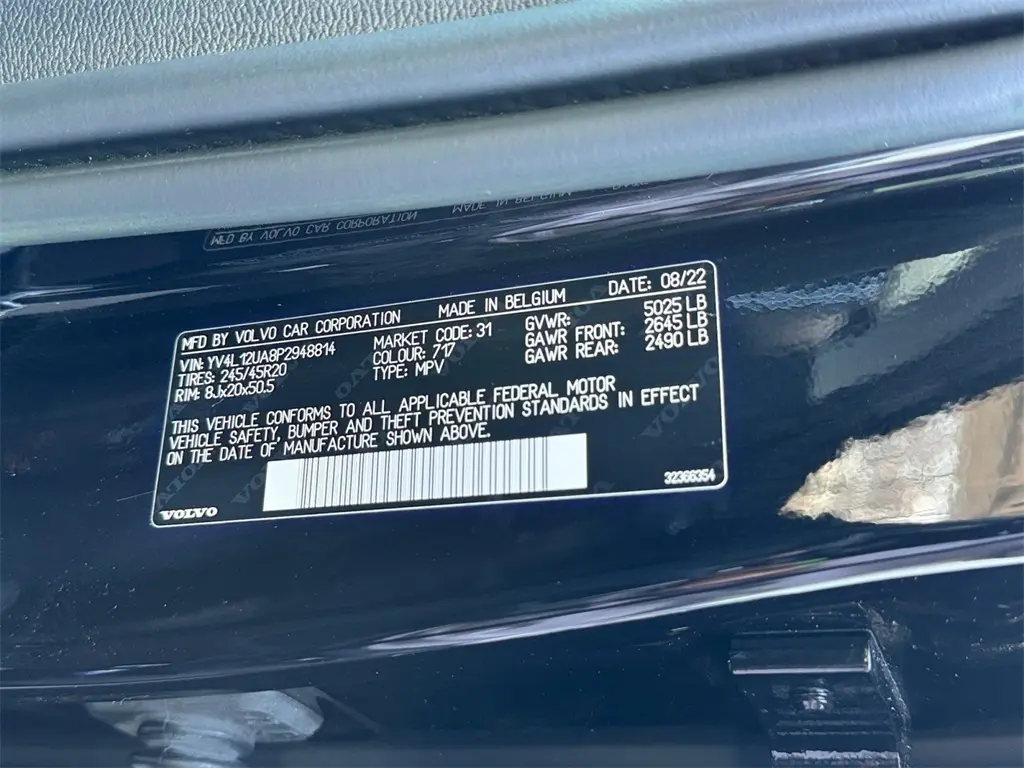 MFD BY VOLVO CAR CORPORATION MADE IN BELGIUM DATE: 08/22
VIN: YV4L12UA8P2948814 MARKET CODE: 31 GVWR: 5025 LB
TIRES: 245/45R20 COLOUR: 717 GAWR FRONT: 2645 LB
RIM: 8Jx20x50.5 TYPE: MPV GAWR REAR: 2490 LB
THIS VEHICLE CONFORMS TO ALL APPLICABLE FEDERAL MOTOR
VEHICLE SAFETY, BUMPER AND THEFT PREVENTION STANDARDS IN EFFECT
ON THE DATE OF MANUFACTURE SHOWN ABOVE.
VOLVO 32366354